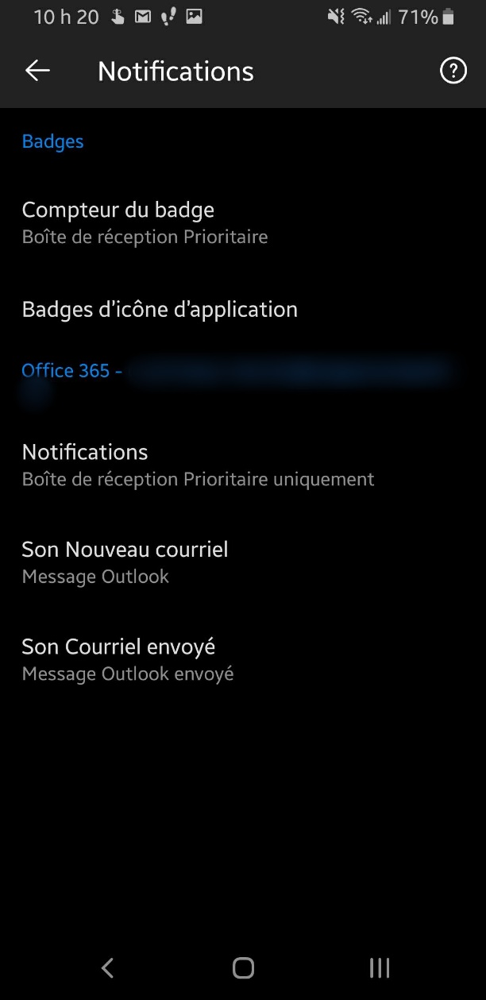 10 h 20 71%
Notifications
Badges
Compteur du badge
Boîte de réception Prioritaire
Badges d'icône d'application
Office 365 -
Notifications
Boîte de réception Prioritaire uniquement
Son Nouveau courriel
Message Outlook
Son Courriel envoyé
Message Outlook envoyé